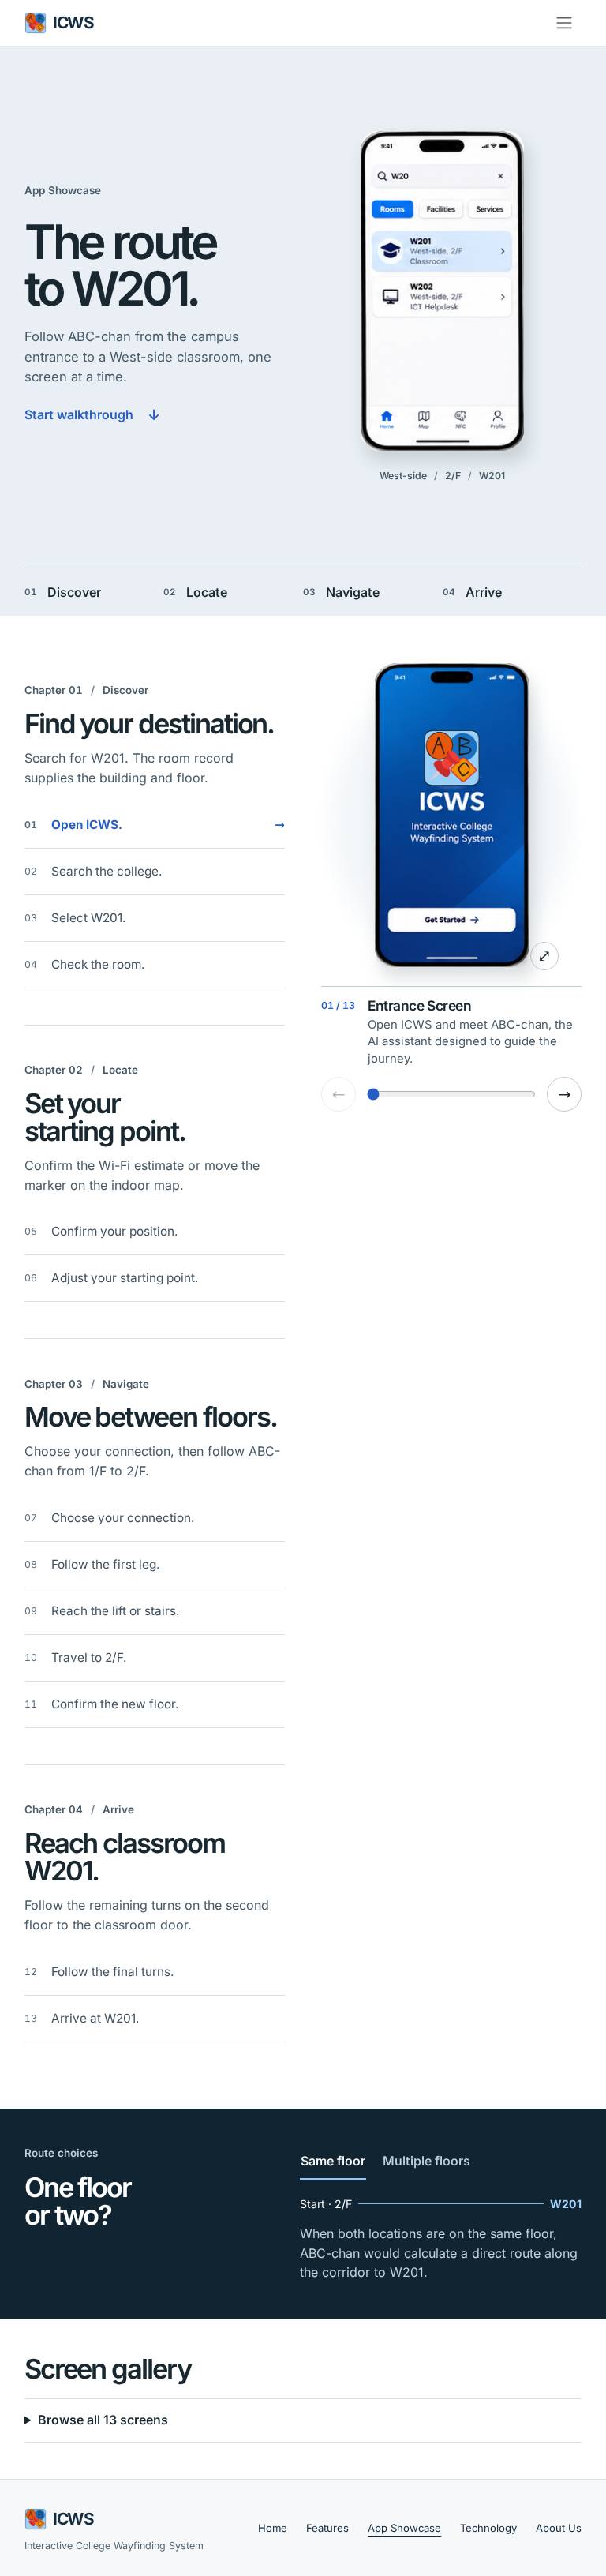 ICWS
App Showcase
The route
to W201.
Follow ABC-chan from the campus
entrance to a West-side classroom, one
screen at a time.
Start walkthrough ↓
9:41
W20 ×
Rooms Facilities Services
W201
West-side, 2/F
Classroom
W202
West-side, 2/F
ICT Helpdesk
Home Map NFC Profile
West-side / 2/F / W201
01 Discover 02 Locate 03 Navigate 04 Arrive
Chapter 01 / Discover
Find your destination.
Search for W201. The room record
supplies the building and floor.
01 Open ICWS. →
02 Search the college.
03 Select W201.
04 Check the room.
9:41
ABC
ICWS
Interactive College
Wayfinding System
Get Started →
01 / 13 Entrance Screen
Open ICWS and meet ABC-chan, the
AI assistant designed to guide the
journey.
← →
Chapter 02 / Locate
Set your
starting point.
Confirm the Wi-Fi estimate or move the
marker on the indoor map.
05 Confirm your position.
06 Adjust your starting point.
Chapter 03 / Navigate
Move between floors.
Choose your connection, then follow ABC-
chan from 1/F to 2/F.
07 Choose your connection.
08 Follow the first leg.
09 Reach the lift or stairs.
10 Travel to 2/F.
11 Confirm the new floor.
Chapter 04 / Arrive
Reach classroom
W201.
Follow the remaining turns on the second
floor to the classroom door.
12 Follow the final turns.
13 Arrive at W201.
Route choices
One floor
or two?
Same floor Multiple floors
Start · 2/F W201
When both locations are on the same floor,
ABC-chan would calculate a direct route along
the corridor to W201.
Screen gallery
Browse all 13 screens
ICWS
Interactive College Wayfinding System
Home Features App Showcase Technology About Us